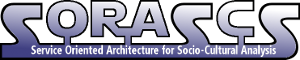 SORASCS
Service Oriented Architecture for Socio-Cultural Analysis